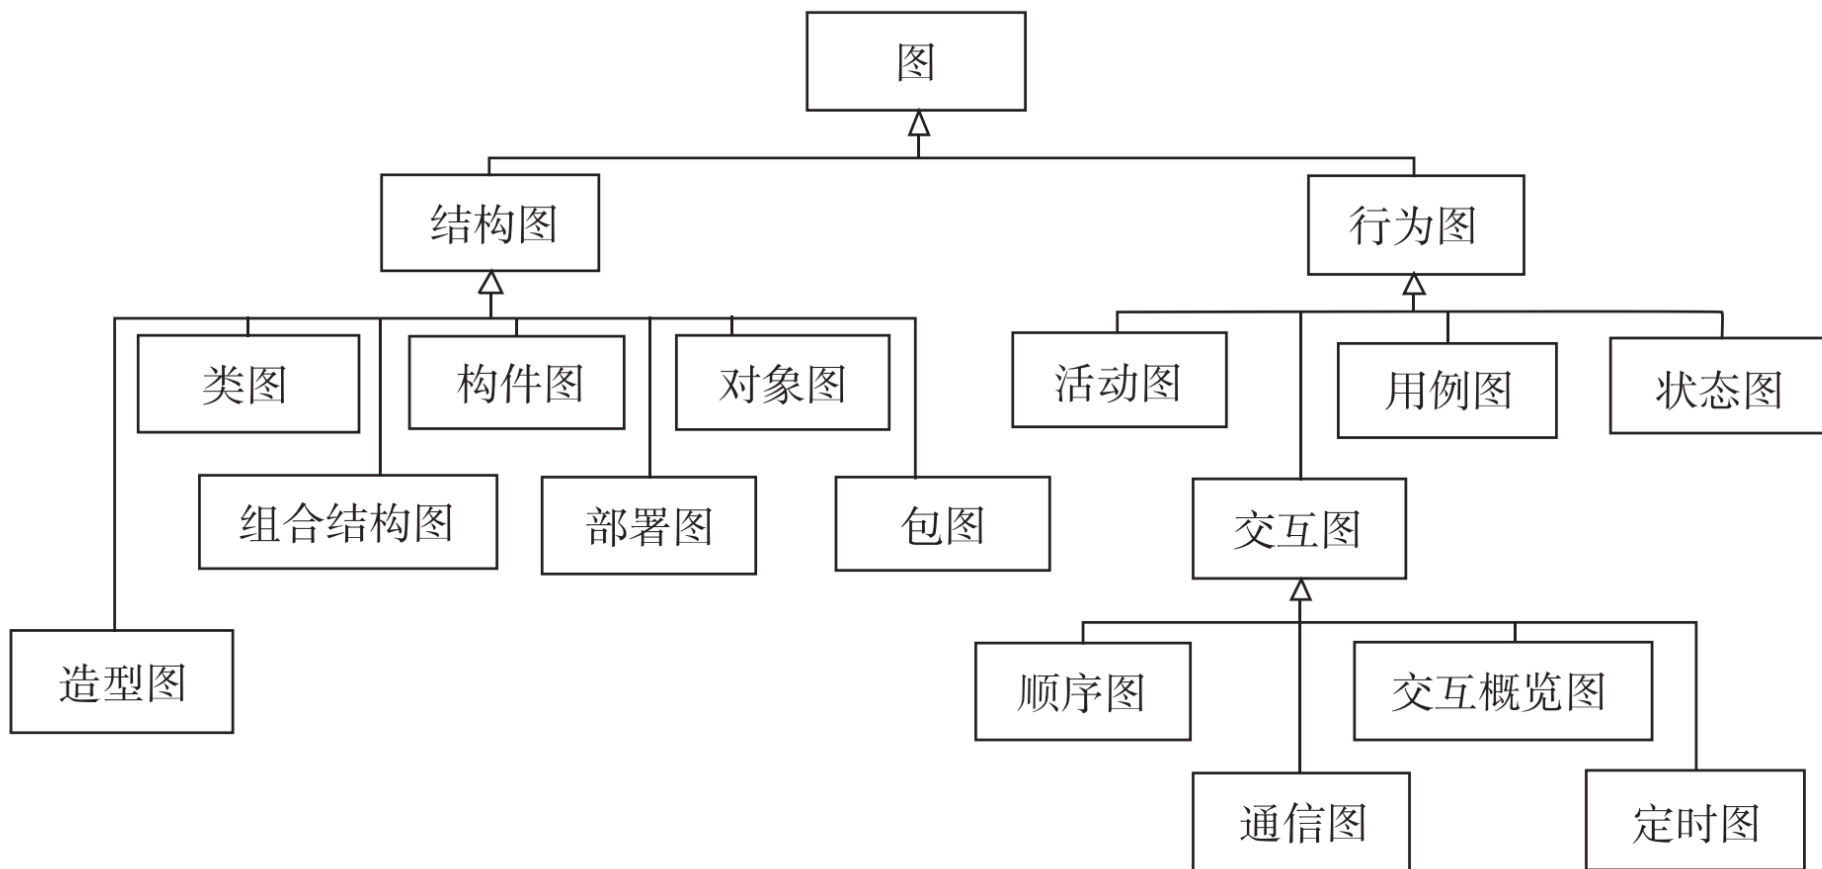 图
结构图
行为图
类图
构件图
对象图
活动图
用例图
状态图
组合结构图
部署图
包图
交互图
造型图
顺序图
交互概览图
通信图
定时图